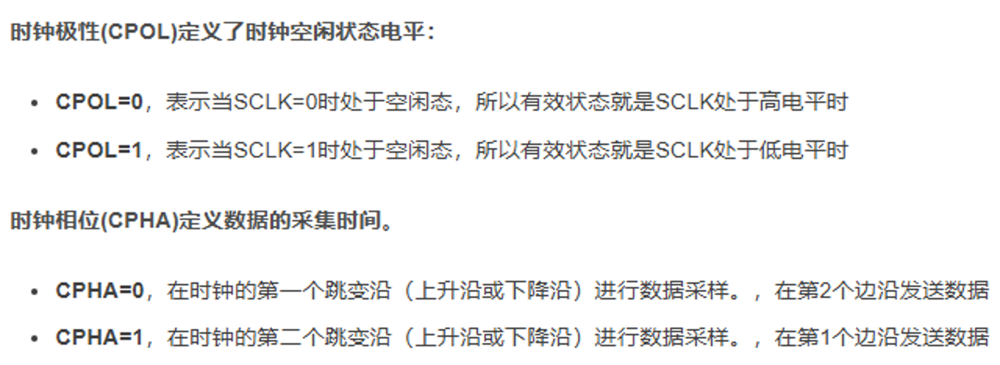 时钟极性(CPOL)定义了时钟空闲状态电平：
• CPOL=0，表示当SCLK=0时处于空闲态，所以有效状态就是SCLK处于高电平时
• CPOL=1，表示当SCLK=1时处于空闲态，所以有效状态就是SCLK处于低电平时
时钟相位(CPHA)定义数据的采集时间。
• CPHA=0，在时钟的第一个跳变沿（上升沿或下降沿）进行数据采样。，在第2个边沿发送数据
• CPHA=1，在时钟的第二个跳变沿（上升沿或下降沿）进行数据采样。，在第1个边沿发送数据